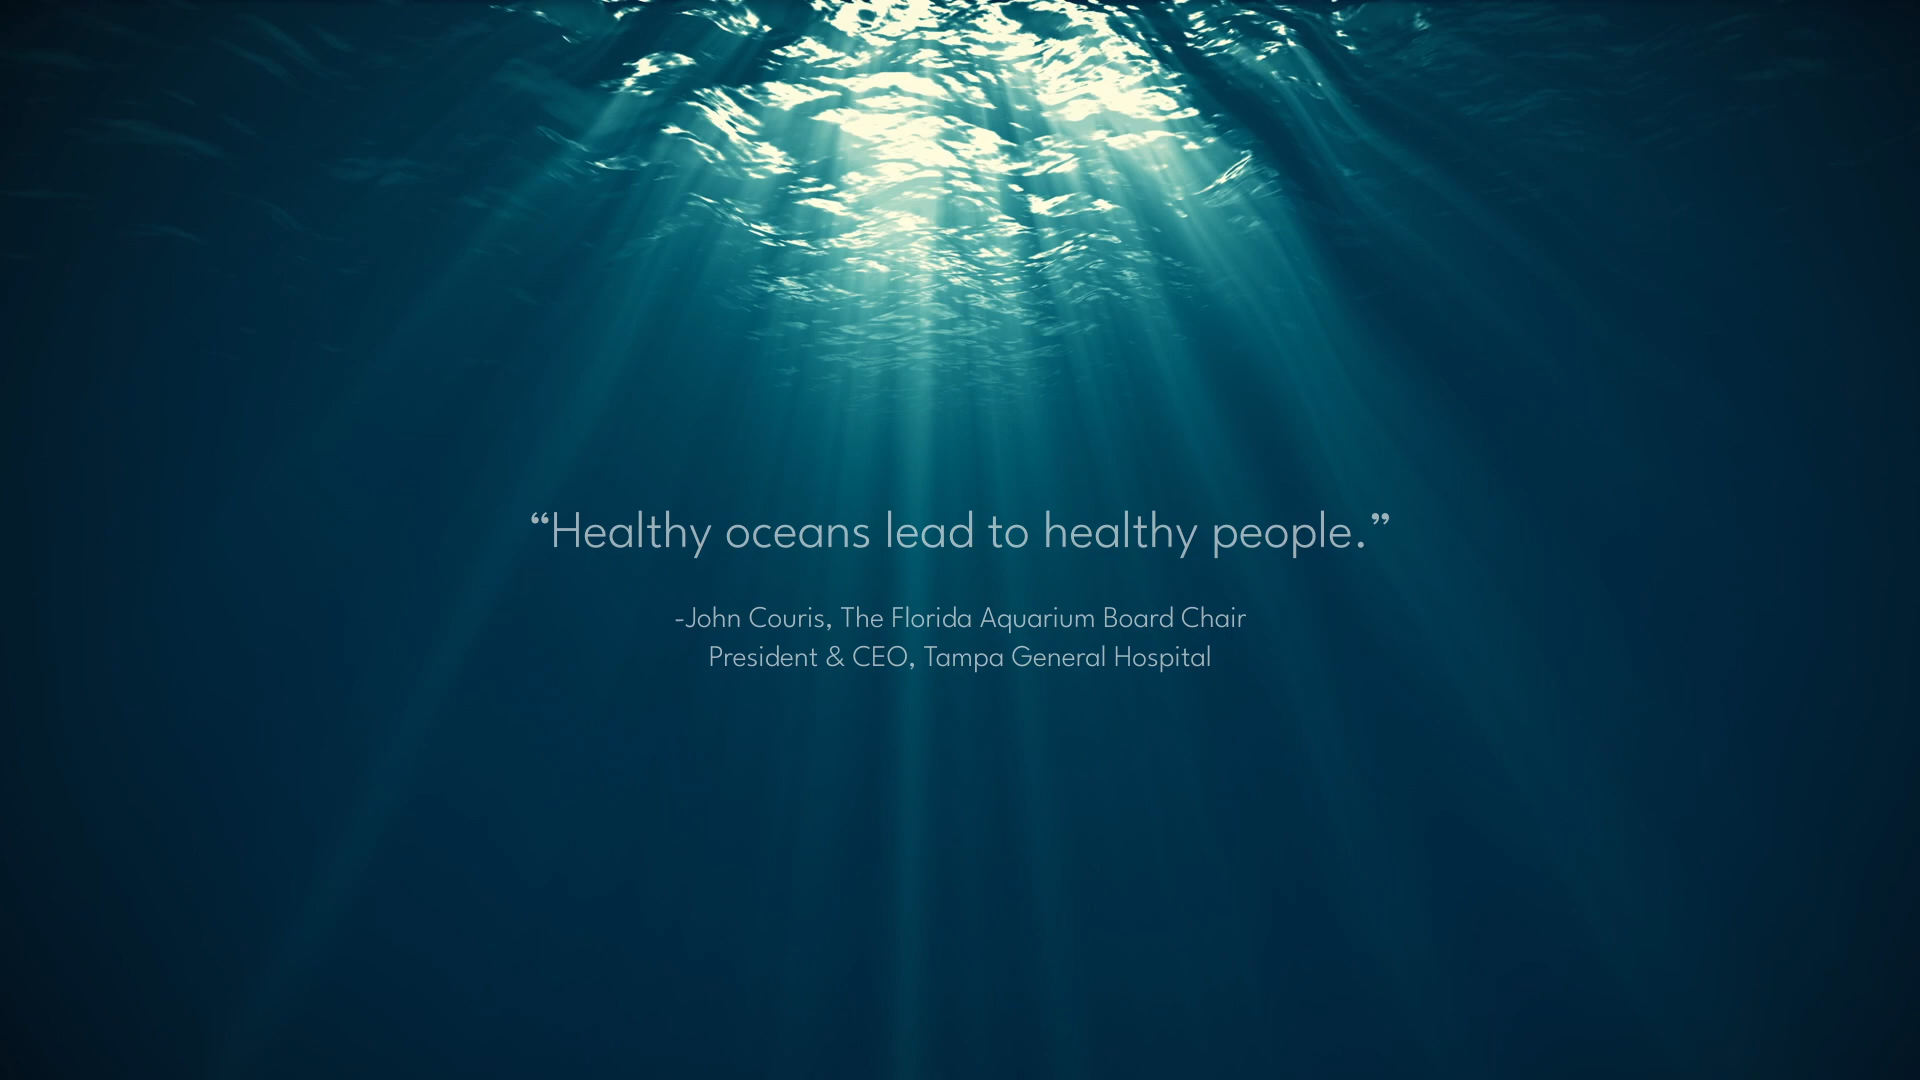 “Healthy oceans lead to healthy people.”
-John Couris, The Florida Aquarium Board Chair
President & CEO, Tampa General Hospital